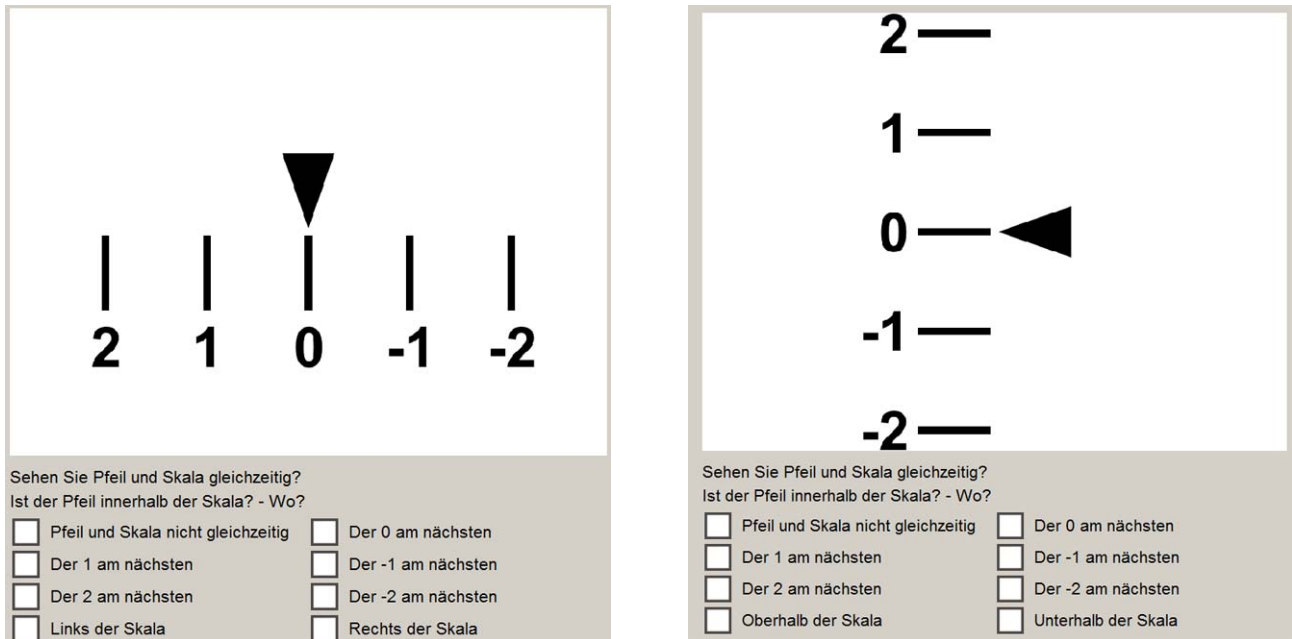 2 1 0 -1 -2
Sehen Sie Pfeil und Skala gleichzeitig?
Ist der Pfeil innerhalb der Skala? - Wo?
Pfeil und Skala nicht gleichzeitig
Der 0 am nächsten
Der 1 am nächsten
Der -1 am nächsten
Der 2 am nächsten
Der -2 am nächsten
Links der Skala
Rechts der Skala
2
1
0
-1
-2
Sehen Sie Pfeil und Skala gleichzeitig?
Ist der Pfeil innerhalb der Skala? - Wo?
Pfeil und Skala nicht gleichzeitig
Der 0 am nächsten
Der 1 am nächsten
Der -1 am nächsten
Der 2 am nächsten
Der -2 am nächsten
Oberhalb der Skala
Unterhalb der Skala